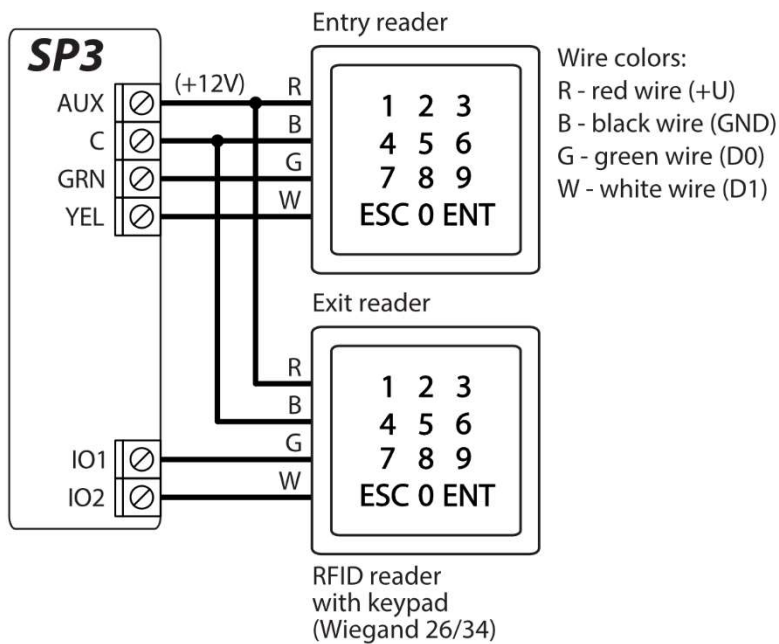 Entry reader
SP3
(+12V)
AUX
C
GRN
YEL
R
B
G
W
1 2 3
4 5 6
7 8 9
ESC 0 ENT
Wire colors:
R - red wire (+U)
B - black wire (GND)
G - green wire (D0)
W - white wire (D1)
Exit reader
IO1
IO2
R
B
G
W
1 2 3
4 5 6
7 8 9
ESC 0 ENT
RFID reader
with keypad
(Wiegand 26/34)